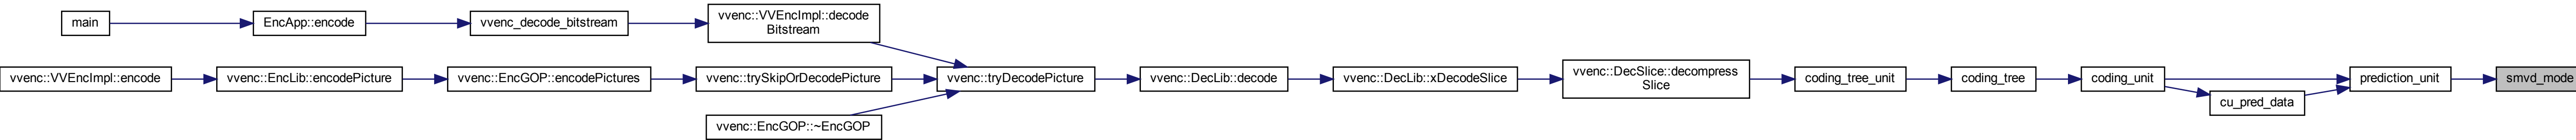 main
EncApp::encode
vvenc_decode_bitstream
vvenc::VVEncImpl::decode
Bitstream
vvenc::VVEncImpl::encode
vvenc::EncLib::encodePicture
vvenc::EncGOP::encodePictures
vvenc::trySkipOrDecodePicture
vvenc::tryDecodePicture
vvenc::DecLib::decode
vvenc::DecLib::xDecodeSlice
vvenc::DecSlice::decompress
Slice
coding_tree_unit
coding_tree
coding_unit
prediction_unit
smvd_mode
cu_pred_data
vvenc::EncGOP::~EncGOP